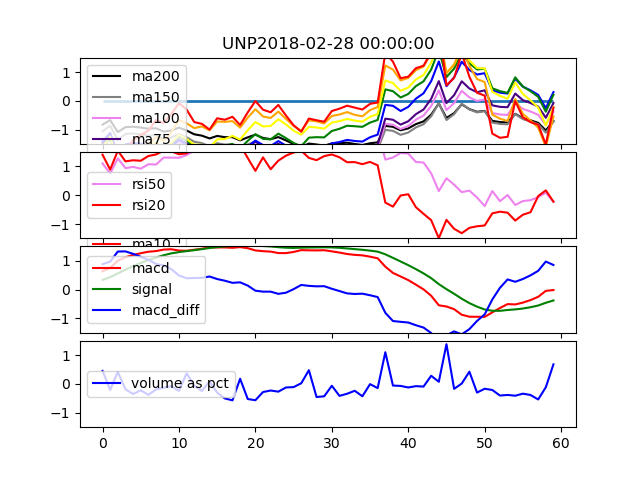 UNP2018-02-28 00:00:00
1
0
−1
ma200
ma150
ma100
ma75
1
0
−1
rsi50
rsi20
ma10
1
0
−1
macd
signal
macd_diff
1
0
−1
volume as pct
0 10 20 30 40 50 60